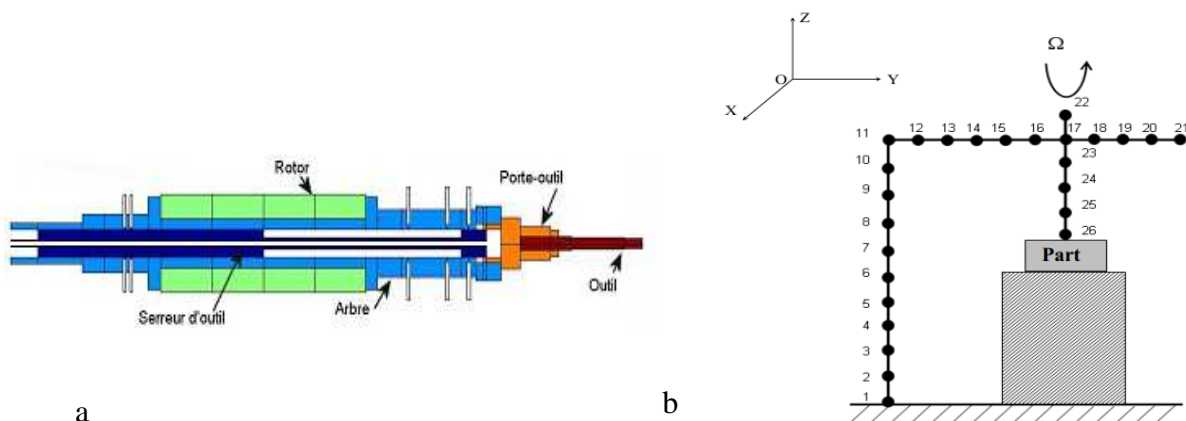 Rotor
Porte-outil
Serreur d'outil
Arbre
Outil
a
Z
O
Y
X
b
Ω
22
11 12 13 14 15 16 17 18 19 20 21
10
23
9
24
8
25
7
26
Part
6
5
4
3
2
1